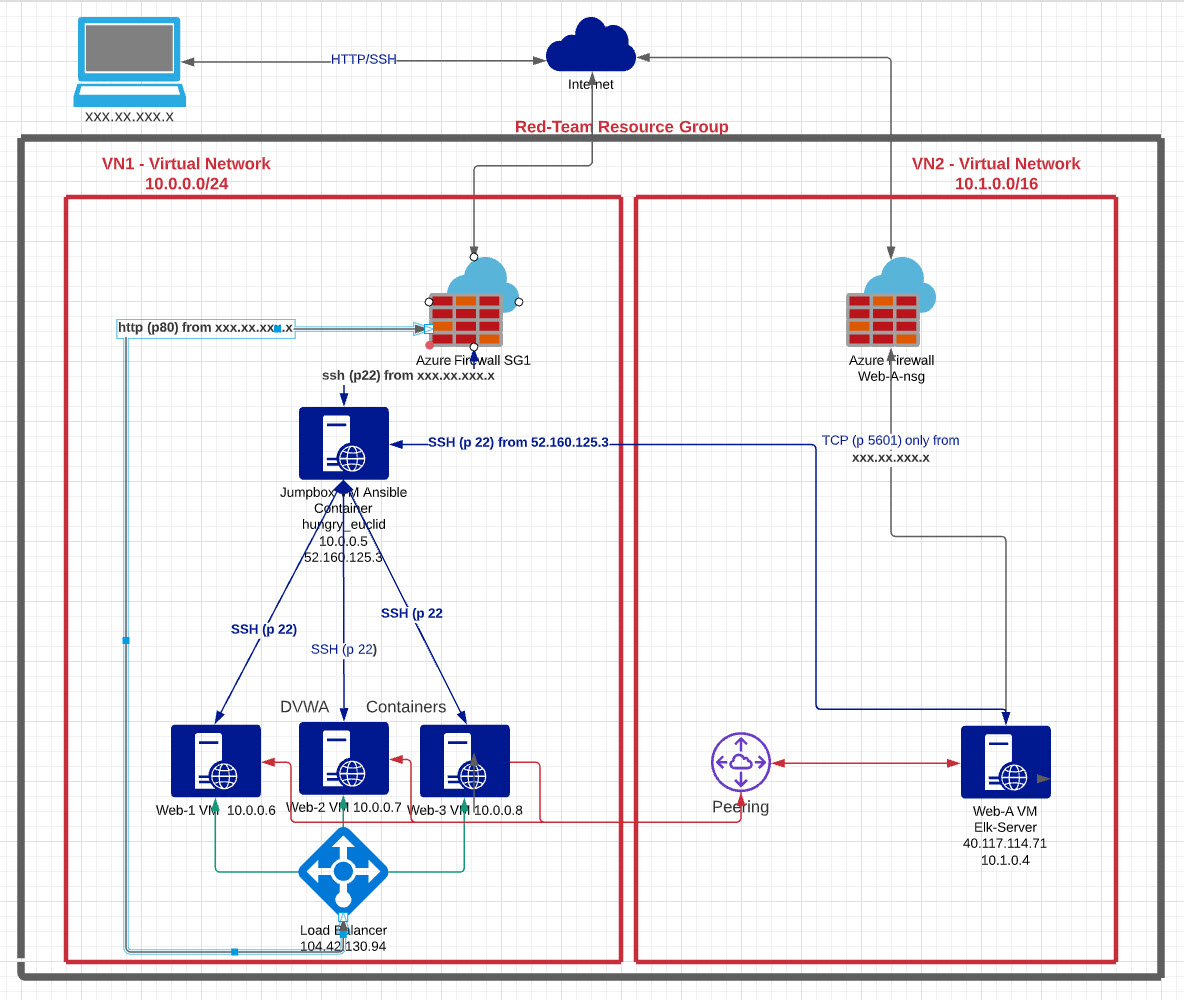 HTTP/SSH
Internet
xxx.xx.xxx.x
Red-Team Resource Group
VN1 - Virtual Network
10.0.0.0/24
VN2 - Virtual Network
10.1.0.0/16
http (p80) from xxx.xx.xxx.x
Azure Firewall SG1
ssh (p22) from xxx.xx.xxx.x
Azure Firewall
Web-A-nsg
SSH (p 22) from 52.160.125.3
TCP (p 5601) only from
xxx.xx.xxx.x
Jumpbox VM Ansible
Container
hungry_euclid
10.0.0.5
52.160.125.3
SSH (p 22)
SSH (p 22)
SSH (p 22
DVWA Containers
Web-1 VM 10.0.0.6
Web-2 VM 10.0.0.7
Web-3 VM 10.0.0.8
Peering
Web-A VM
Elk-Server
40.117.114.71
10.1.0.4
Load Balancer
104.42.130.94